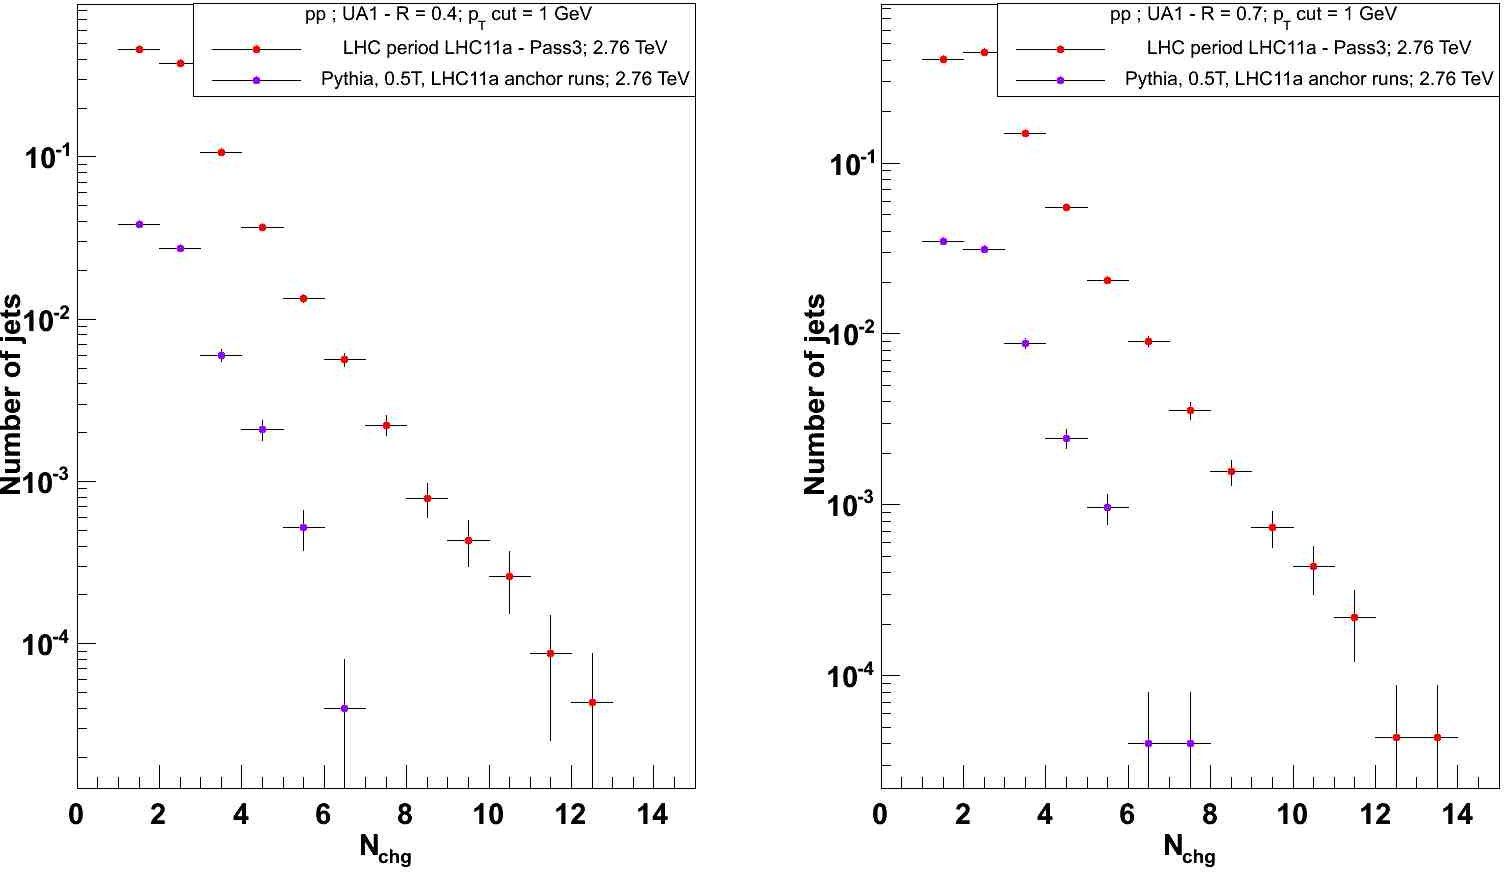 pp ; UA1 - R = 0.4; pT cut = 1 GeV
LHC period LHC11a - Pass3; 2.76 TeV
Pythia, 0.5T, LHC11a anchor runs; 2.76 TeV
10-1
10-2
10-3
10-4
Number of jets
0 2 4 6 8 10 12 14
Nchg
pp ; UA1 - R = 0.7; pT cut = 1 GeV
LHC period LHC11a - Pass3; 2.76 TeV
Pythia, 0.5T, LHC11a anchor runs; 2.76 TeV
10-1
10-2
10-3
10-4
Number of jets
0 2 4 6 8 10 12 14
Nchg